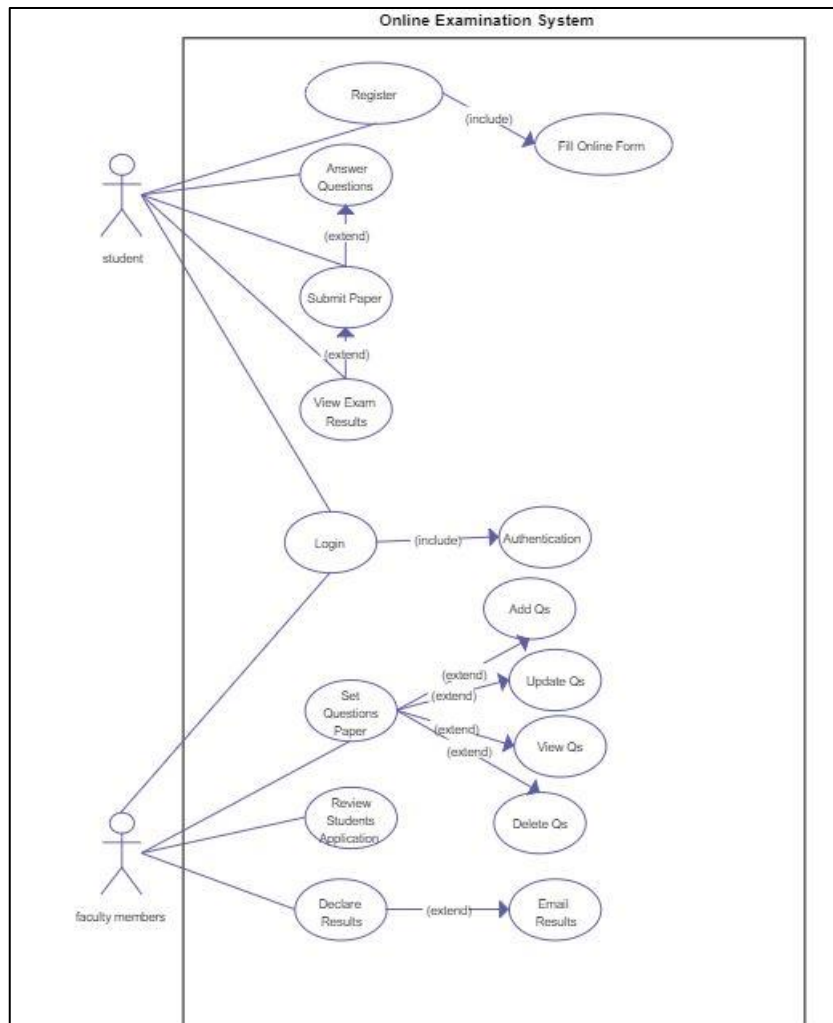 Online Examination System
Register
(include)
Fill Online Form
Answer
Questions
(extend)
student
Submit Paper
(extend)
View Exam
Results
Login
(include)
Authentication
Add Qs
(extend)
Update Qs
(extend)
Set
Questions
Paper
(extend)
View Qs
(extend)
Review
Students
Application
Delete Qs
faculty members
Declare
Results
(extend)
Email
Results